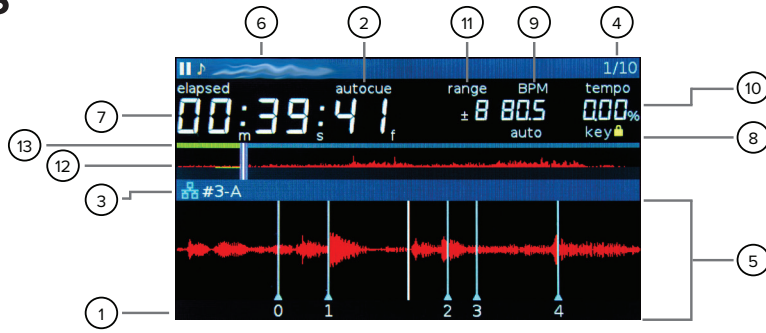 6 2 11 9 4
1/10
elapsed autocue range BPM tempo
7 00:39:41 ± 8 80.5 0.00% 10
m s f auto key 8
13
12
3 #3-A
5
1 0 1 2 3 4